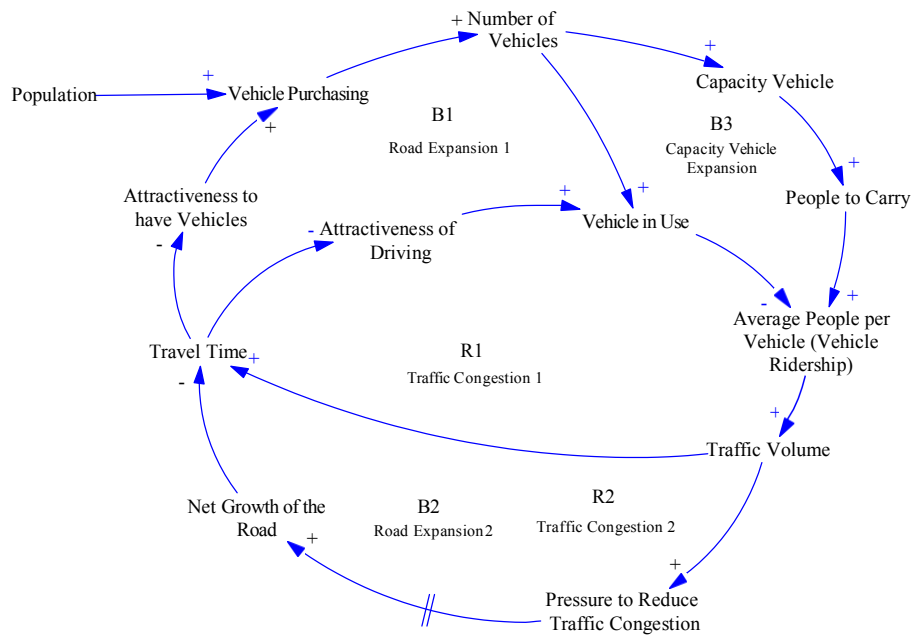 + Number of
Vehicles
+
Capacity Vehicle
Population
+
Vehicle Purchasing
+
B1
Road Expansion 1
B3
Capacity Vehicle
Expansion
+
People to Carry
Attractiveness to
have Vehicles
-
- Attractiveness of
Driving
+
+
Vehicle in Use
-
+
Average People per
Vehicle (Vehicle
Ridership)
Travel Time
+
-
R1
Traffic Congestion 1
+
Traffic Volume
Net Growth of the
Road
+
B2
Road Expansion2
R2
Traffic Congestion 2
+
Pressure to Reduce
Traffic Congestion